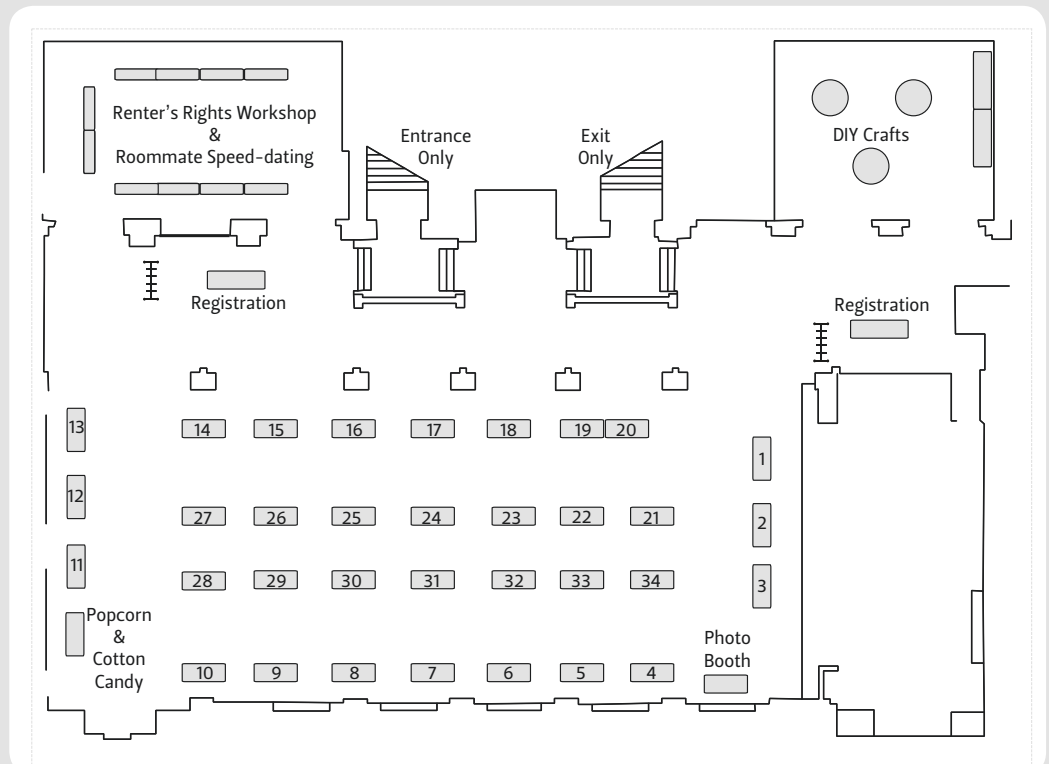 Renter's Rights Workshop
&
Roommate Speed-dating
Entrance
Only
Exit
Only
DIY Crafts
Registration
Registration
13
14 15 16 17 18 19 20
1
12
27 26 25 24 23 22 21
2
11
28 29 30 31 32 33 34
3
Popcorn
&
Cotton
Candy
Photo
Booth
10 9 8 7 6 5 4